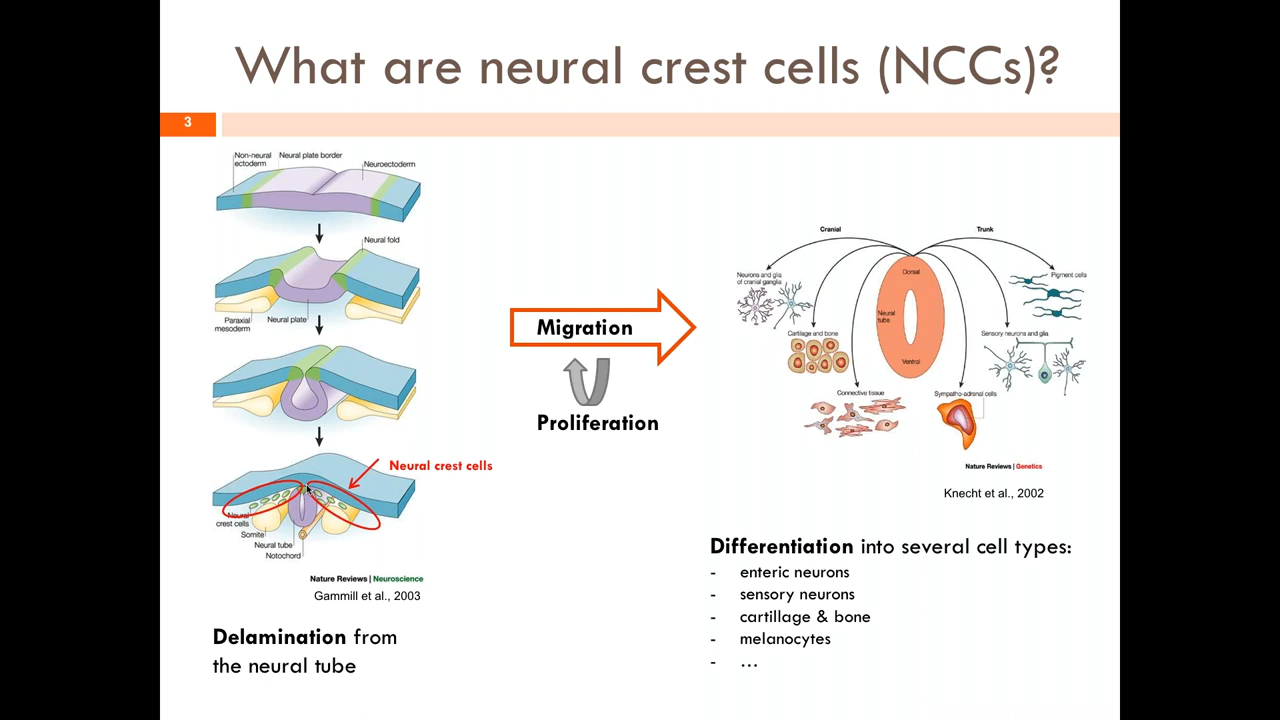 What are neural crest cells (NCCs)?
3
Non-neural
ectoderm
Neural plate border
Neuroectoderm
Neural fold
Paraxial
mesoderm
Neural plate
Neural crest cells
Neural
crest cells
Somite
Neural tube
Notochord
Nature Reviews | Neuroscience
Gammill et al., 2003
Delamination from
the neural tube
Migration
Proliferation
Cranial
Trunk
Neurons and glia
of cranial ganglia
Dorsal
Pigment cells
Neural
tube
Cartilage and bone
Sensory neurons and glia
Ventral
Connective tissue
Sympatho-adrenal cells
Nature Reviews | Genetics
Knecht et al., 2002
Differentiation into several cell types:
- enteric neurons
- sensory neurons
- cartillage & bone
- melanocytes
- ...